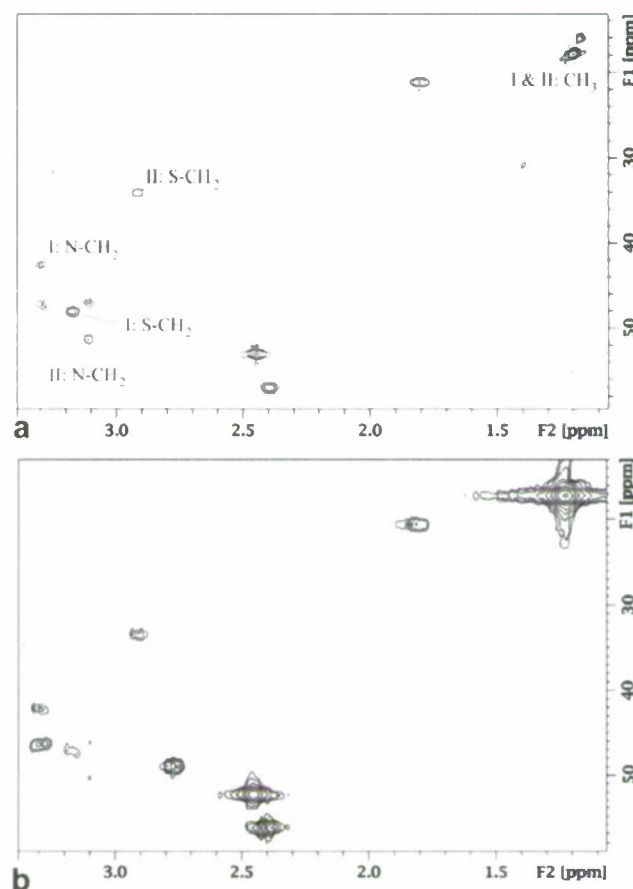 I & II: CH3
F1 [ppm]
II: S-CH2
30
I: N-CH2
40
I: S-CH2
50
II: N-CH2
a
3.0 2.5 2.0 1.5 F2 [ppm]
F1 [ppm]
30
40
50
3.0 2.5 2.0 1.5 F2 [ppm]
b